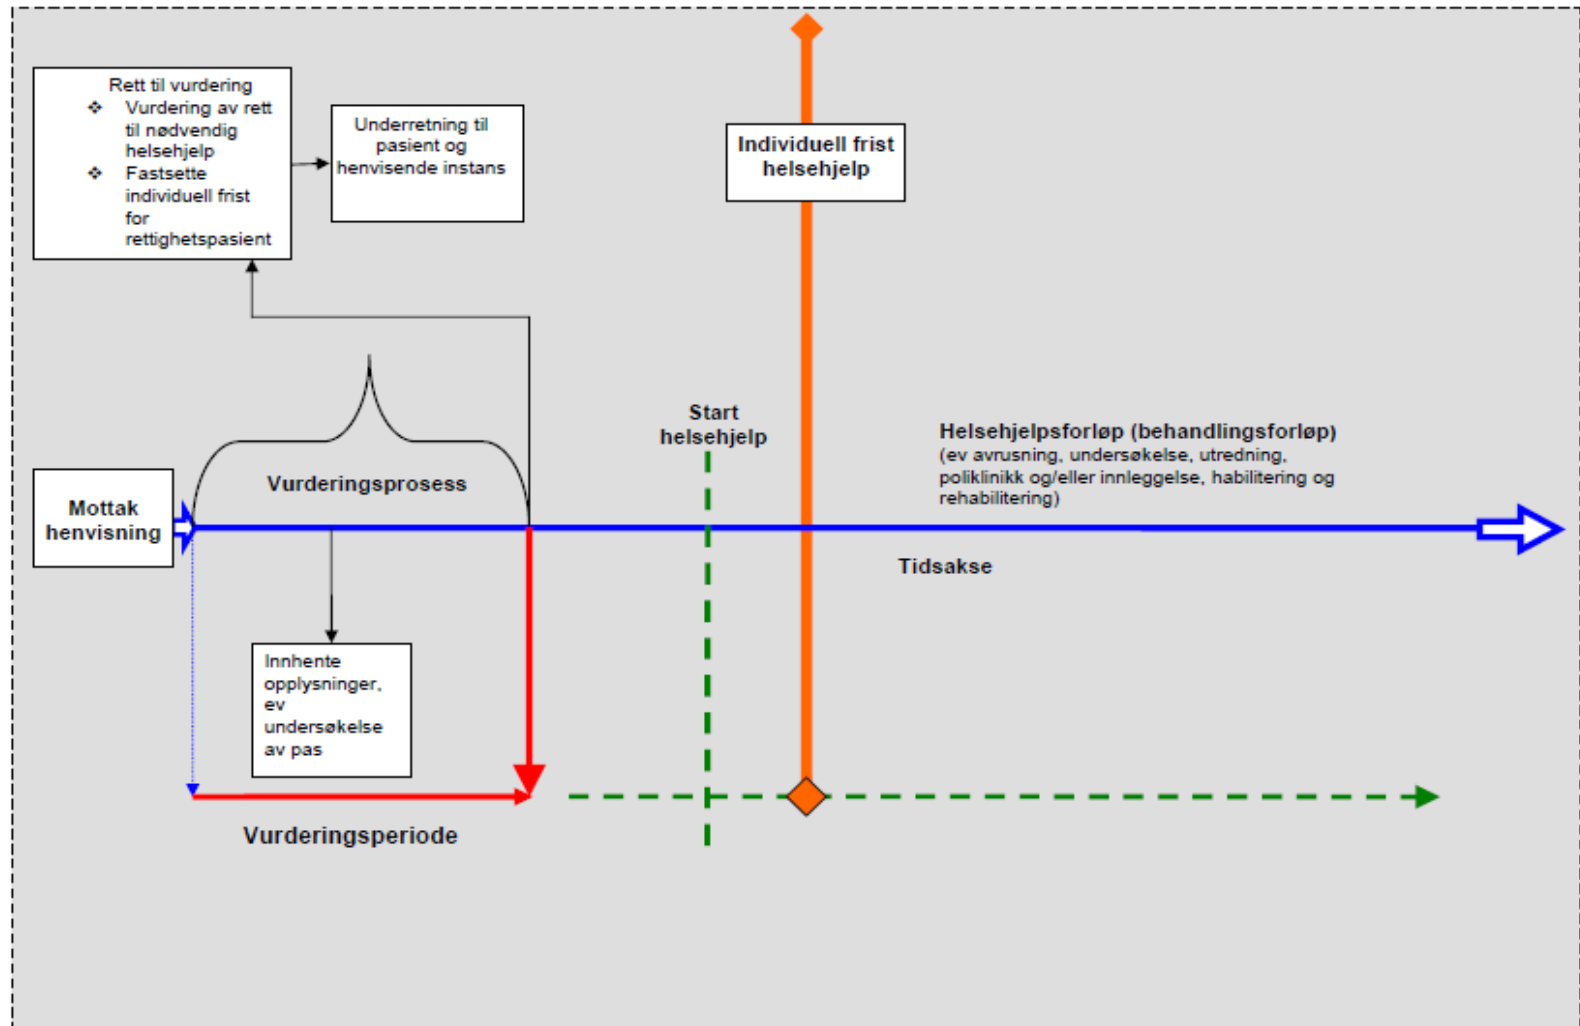 Rett til vurdering
❖ Vurdering av rett
til nødvendig
helsehjelp
❖ Fastsette
individuell frist
for
rettighetspasient
Underretning til
pasient og
henvisende instans
Individuell frist
helsehjelp
Start
helsehjelp
Helsehjelpsforløp (behandlingsforløp)
(ev avrusning, undersøkelse, utredning,
poliklinikk og/eller innleggelse, habilitering og
rehabilitering)
Vurderingsprosess
Mottak
henvisning
Tidsakse
Innhente
opplysninger,
ev
undersøkelse
av pas
Vurderingsperiode